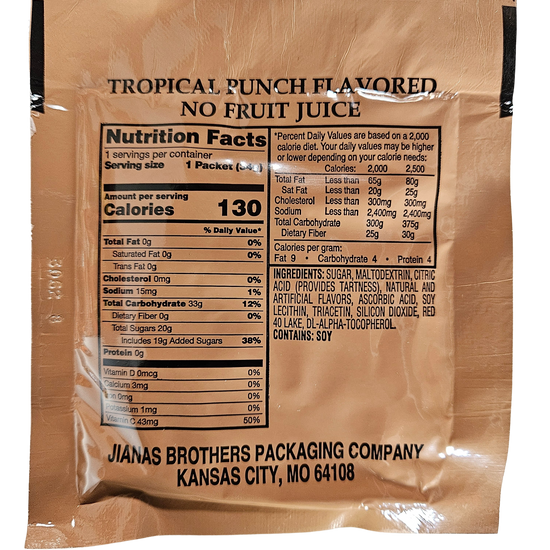 TROPICAL PUNCH FLAVORED
NO FRUIT JUICE
Nutrition Facts
1 servings per container
Serving size 1 Packet
Amount per serving
Calories 130
% Daily Value*
Total Fat 0g 0%
Saturated Fat 0g 0%
Trans Fat 0g
Cholesterol 0mg 0%
Sodium 15mg 1%
Total Carbohydrate 33g 12%
Dietary Fiber 0g 0%
Total Sugars 20g
Includes 19g Added Sugars 38%
Protein 0g
Vitamin D 0mcg 0%
Calcium 3mg 0%
0mg 0%
1mg 0%
Vitamin C 43mg 50%
*Percent Daily Values are based on a 2,000
calorie diet. Your daily values may be higher
or lower depending on your calorie needs:
Calories: 2,000 2,500
Total Fat Less than 65g 80g
Sat Fat Less than 20g 25g
Cholesterol Less than 300mg 300mg
Sodium Less than 2,400mg 2,400mg
Total Carbohydrate 300g 375g
Dietary Fiber 25g 30g
Calories per gram:
Fat 9 • Carbohydrate 4 • Protein 4
INGREDIENTS: SUGAR, MALTODEXTRIN, CITRIC
ACID (PROVIDES TARTNESS), NATURAL AND
ARTIFICIAL FLAVORS, ASCORBIC ACID, SOY
LECITHIN, TRIACETIN, SILICON DIOXIDE, RED
40 LAKE, DL-ALPHA-TOCOPHEROL.
CONTAINS: SOY
JIANAS BROTHERS PACKAGING COMPANY
KANSAS CITY, MO 64108